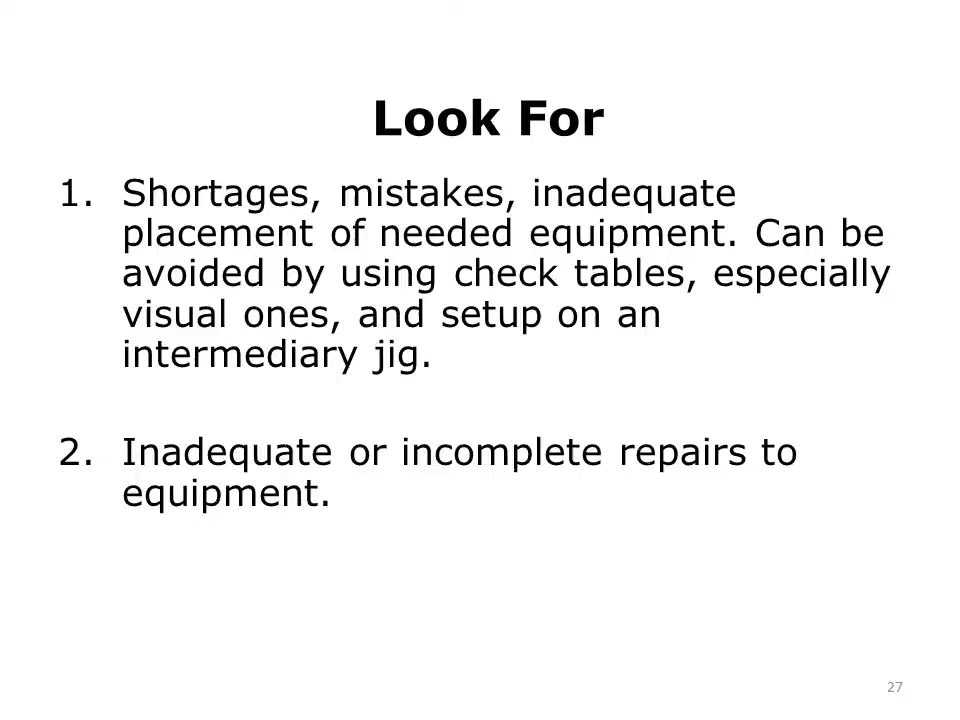 Look For
1. Shortages, mistakes, inadequate
placement of needed equipment. Can be
avoided by using check tables, especially
visual ones, and setup on an
intermediary jig.
2. Inadequate or incomplete repairs to
equipment.
27